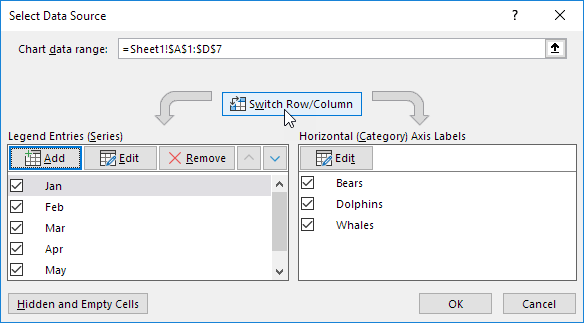 Select Data Source
Chart data range: =Sheet1!$A$1:$D$7
Switch Row/Column
Legend Entries (Series)
Add Edit Remove
Jan
Feb
Mar
Apr
May
Horizontal (Category) Axis Labels
Edit
Bears
Dolphins
Whales
Hidden and Empty Cells
OK Cancel